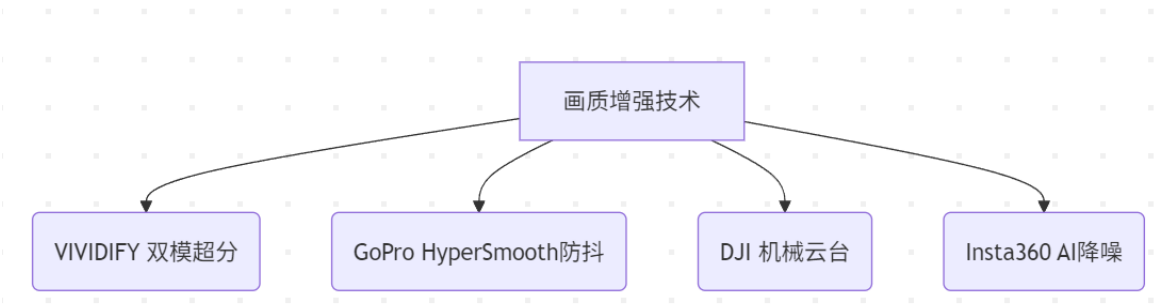 画质增强技术
VIVIDIFY 双模超分
GoPro HyperSmooth防抖
DJI 机械云台
Insta360 AI降噪